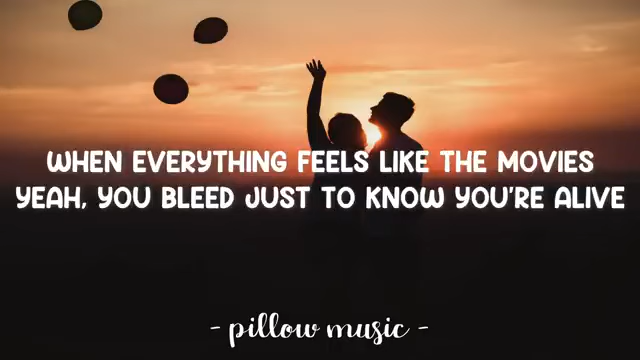 WHEN EVERYTHING FEELS LIKE THE MOVIES
YEAH, YOU BLEED JUST TO KNOW YOU'RE ALIVE
- pillow music -